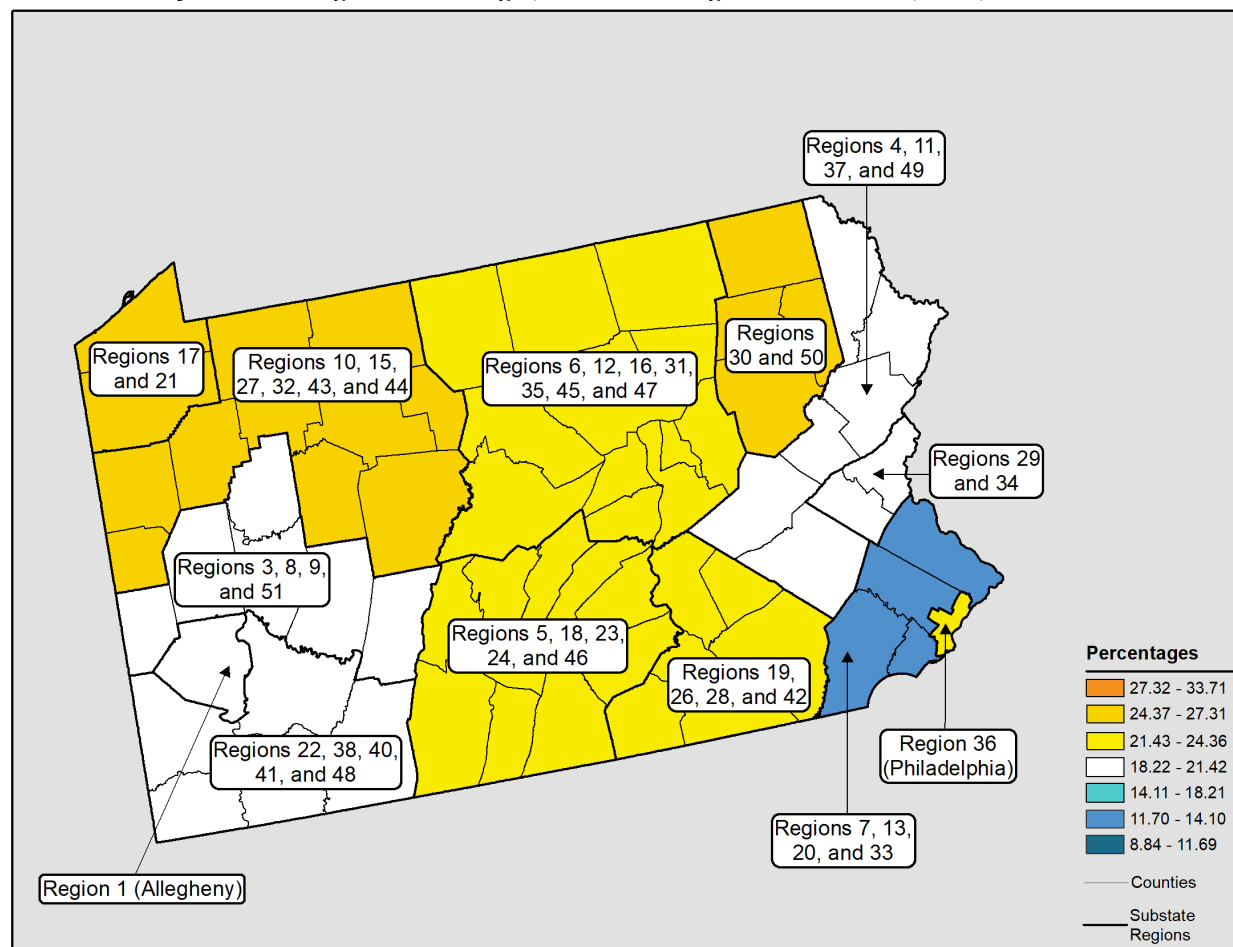 Regions 4, 11,
37, and 49
Regions 17
and 21
Regions 10, 15,
27, 32, 43, and 44
Regions 6, 12, 16, 31,
35, 45, and 47
Regions
30 and 50
Regions 29
and 34
Regions 3, 8, 9,
and 51
Regions 5, 18, 23,
24, and 46
Regions 19,
26, 28, and 42
Regions 22, 38, 40,
41, and 48
Region 36
(Philadelphia)
Regions 7, 13,
20, and 33
Region 1 (Allegheny)
Percentages
27.32 - 33.71
24.37 - 27.31
21.43 - 24.36
18.22 - 21.42
14.11 - 18.21
11.70 - 14.10
8.84 - 11.69
Counties
Substate
Regions